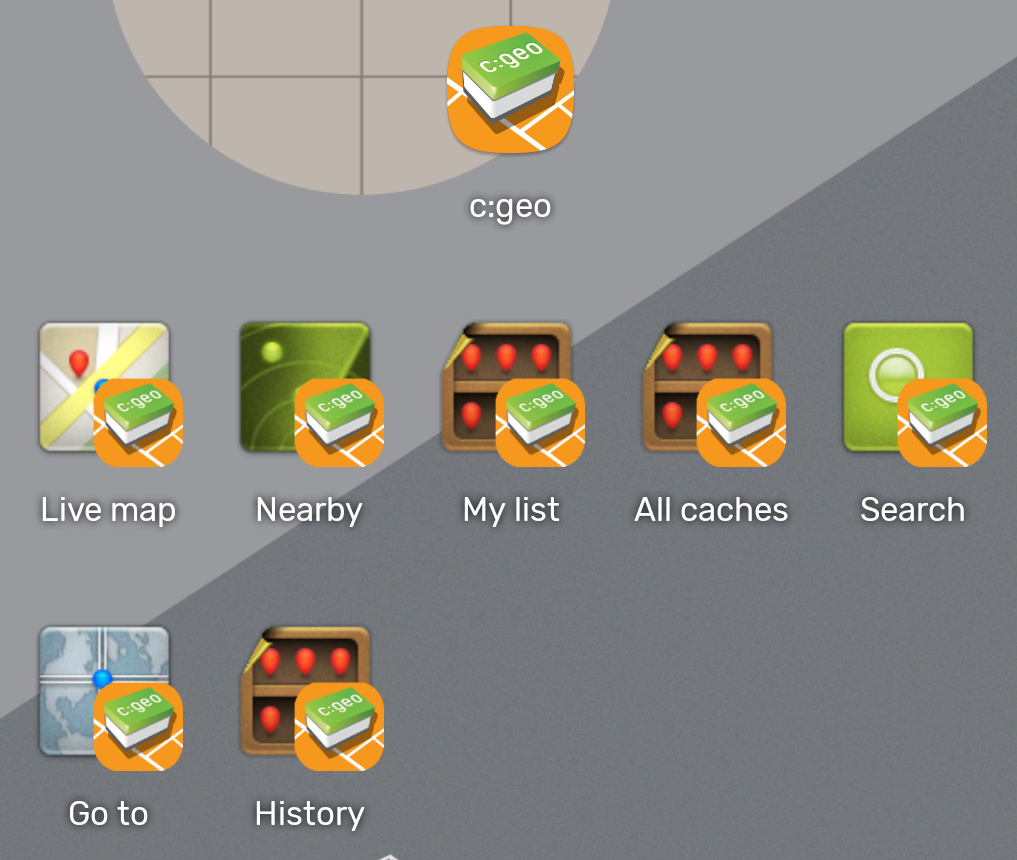 c:geo
c:geo
c:geo
c:geo
c:geo
c:geo
c:geo
Live map
Nearby
My list
All caches
Search
c:geo
c:geo
Go to
History